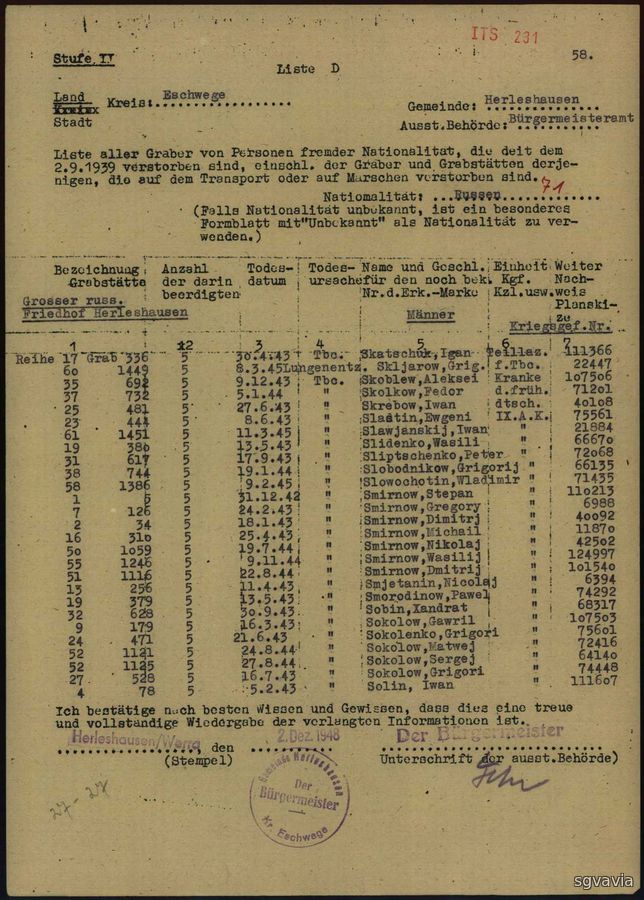 ITS 231
Stufe II
58.
Liste D
Land
Kreis
Stadt
Kreis: Eschwege
Gemeinde: Herleshausen
Ausst.Behörde: Bürgermeisteramt
Liste aller Graber von Personen fremder Nationalitat, die deit dem
2.9.1939 verstorben sind, einschl. der Gräber und Grabstätten derje-
nigen, die auf dem Transport oder auf Marschen verstorben sind.
71
Nationalität: ...Russen
(Falls Nationalität unbekannt, ist ein besonderes
Formblatt mit"Unbekannt" als Nationalität zu ver-
wenden.)
Bezeichnung Anzahl Todes- Todes- Name und Geschl. Einheit Weiter
Grabstätte der darin datum ursache für den noch bek. Kgf. Nach-
beerdigten Nr.d.Erk.-Marke Kzl.usw. weis
Grosser russ. Planski-
Friedhof Herleshausen Männer zu
Kriegsgef.Nr.
1 12 3 4 5 6 7
Reihe 17 Grab 336 5 30.4.43 Tbc. Skatschuk, Igan Teillaz. 111366
60 1449 5 8.3.45 Lungenentz. Skljarow, Grig. f.Tbc. 22447
35 692 5 9.12.43 Tbc. Skoblew, Aleksei Kranke 107506
37 732 5 5.1.44 " Skolkow, Fedor d.früh. 71201
25 481 5 27.6.43 " Skrebow, Iwan dtsch. 40108
23 444 5 8.6.43 " Slastin, Ewgeni IX.A.K. 75561
61 1451 5 11.3.45 " Slawjanskij, Iwan " 21884
19 380 5 13.5.43 " Slidenko, Wasili " 66670
31 617 5 17.9.43 " Sliptschenko, Peter " 72068
38 744 5 19.1.44 " Slobodnikow, Grigorij " 66135
58 1386 5 9.2.45 " Slowochotin, Wladimir " 71435
1 5 5 31.12.42 " Smirnow, Stepan " 110213
7 126 5 24.2.43 " Smirnow, Gregory " 6988
2 34 5 18.1.43 " Smirnow, Dimitrj " 40092
16 310 5 25.4.43 " Smirnow, Michail " 11870
50 1059 5 19.7.44 " Smirnow, Nikolaj " 42502
55 1246 5 9.11.44 " Smirnow, Wasilij " 124997
51 1116 5 22.8.44 " Smirnow, Dmitrij " 101540
13 256 5 11.4.43 " Smjetanin, Nicolaj " 6394
19 379 5 13.5.43 " Smorodinow, Pawel " 74292
32 628 5 30.9.43 " Sobin, Xandrat " 68317
9 179 5 16.3.43 " Sokolow, Gawril " 107503
24 471 5 21.6.43 " Sokolenko, Grigori " 75601
52 1121 5 24.8.44 " Sokolow, Matwej " 72416
52 1125 5 27.8.44 " Sokolow, Sergej " 64140
27 528 5 16.7.43 " Sokolow, Grigori " 74448
4 78 5 5.2.43 " Solin, Iwan " 111607
Ich bestätige nach besten Wissen und Gewissen, dass dies eine treue
und vollständige Wiedergabe der verlangten Informationen ist.
Herleshausen/Werra den 2. Dez. 1948 Der Bürgermeister
(Stempel) Unterschrift der ausst.Behörde)
Gemeinde Herleshausen
Der
Bürgermeister
Kr. Eschwege
27-27
sgvavia